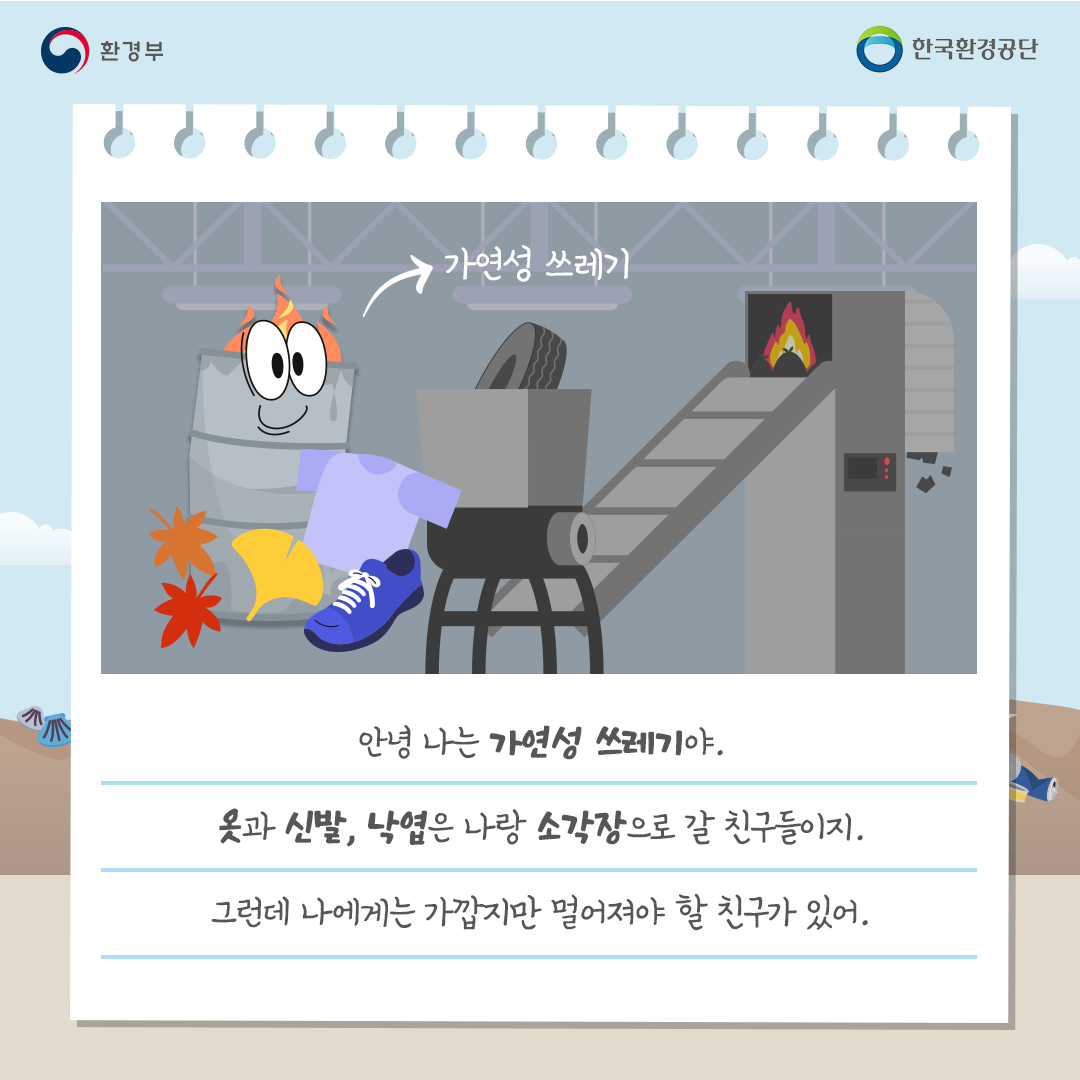 환경부
한국환경공단
가연성 쓰레기
안녕 나는 가연성 쓰레기야.
옷과 신발, 낙엽은 나랑 소각장으로 갈 친구들이지.
그런데 나에게는 가깝지만 멀어져야 할 친구가 있어.